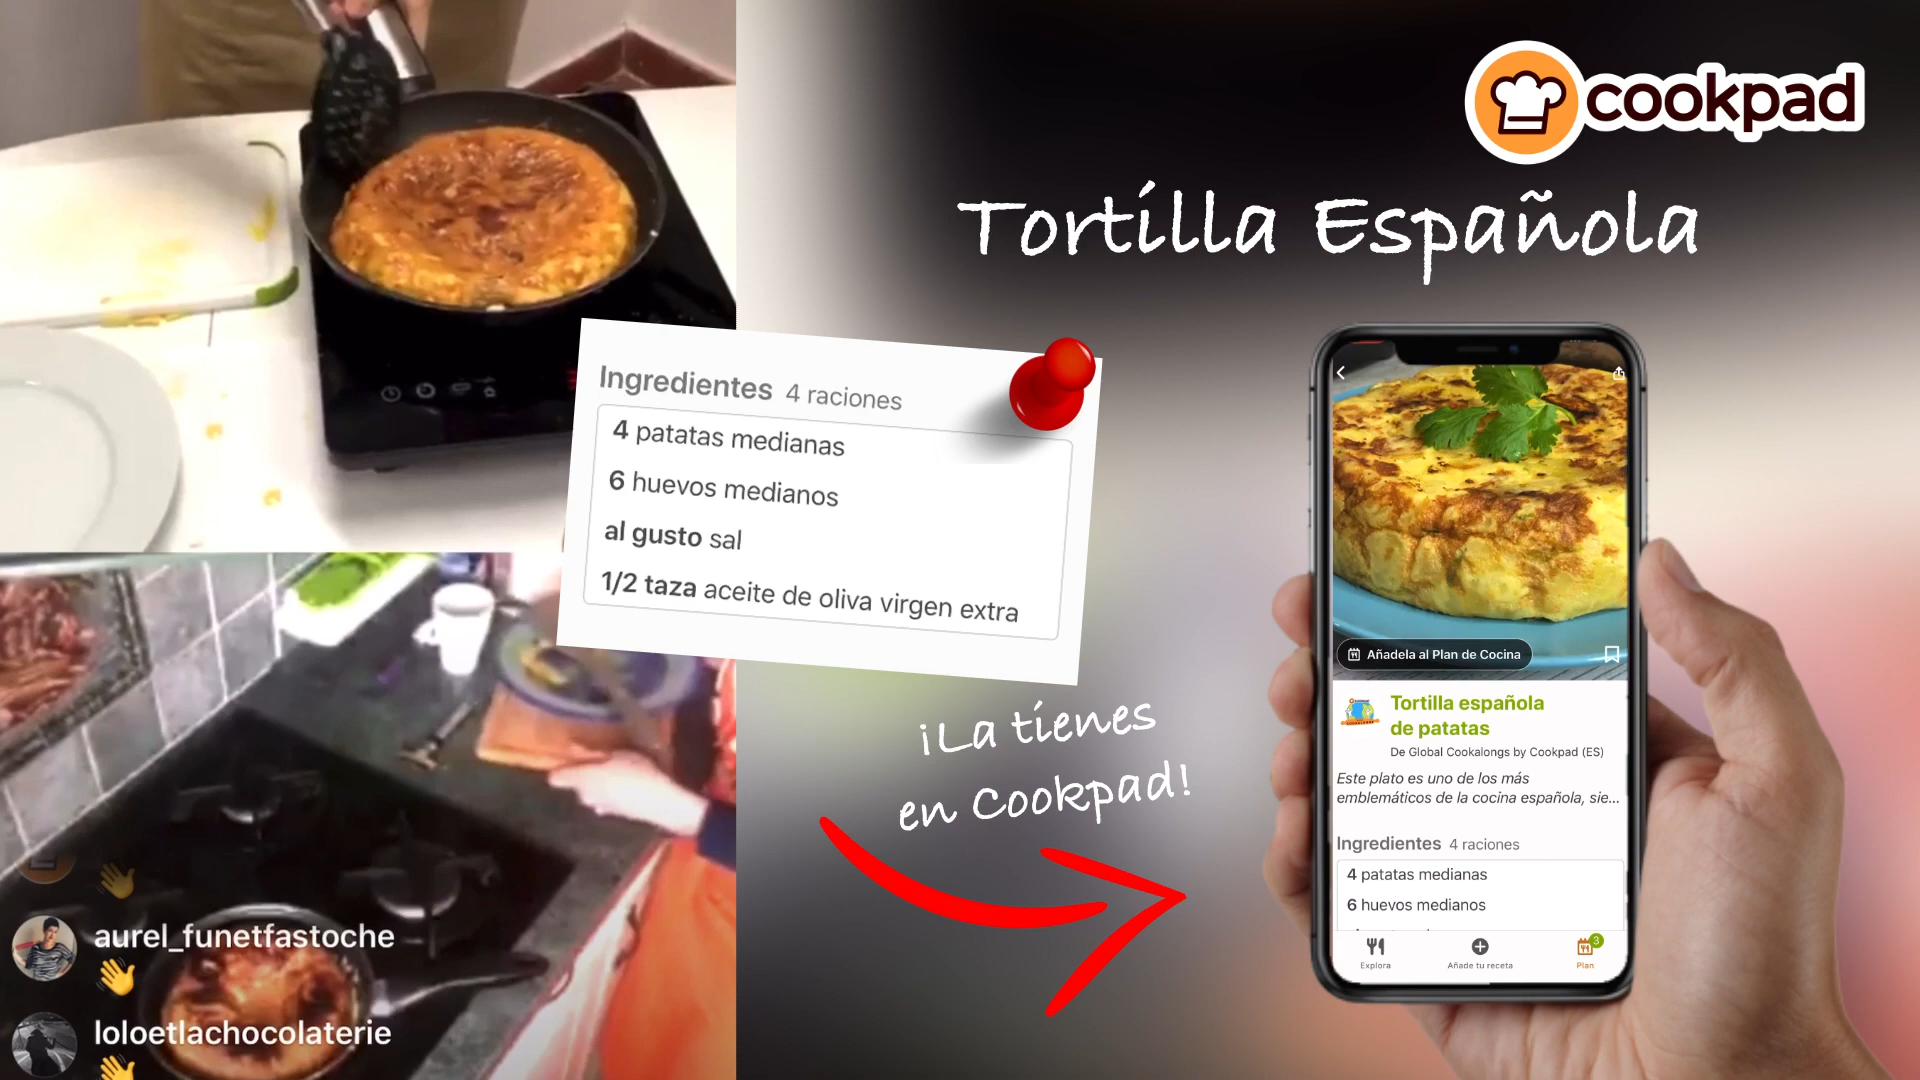 cookpad
Tortilla Española
Ingredientes 4 raciones
4 patatas medianas
6 huevos medianos
al gusto sal
1/2 taza aceite de oliva virgen extra
¡La tienes
en Cookpad!
Añadela al Plan de Cocina
Tortilla española
de patatas
De Global Cookalongs by Cookpad (ES)
Este plato es uno de los más
emblemáticos de la cocina española, sie...
Ingredientes 4 raciones
4 patatas medianas
6 huevos medianos
Explora
Añade tu receta
3
Plan
aurel_funetfastoche
👋
loloetlachocolaterie
👋